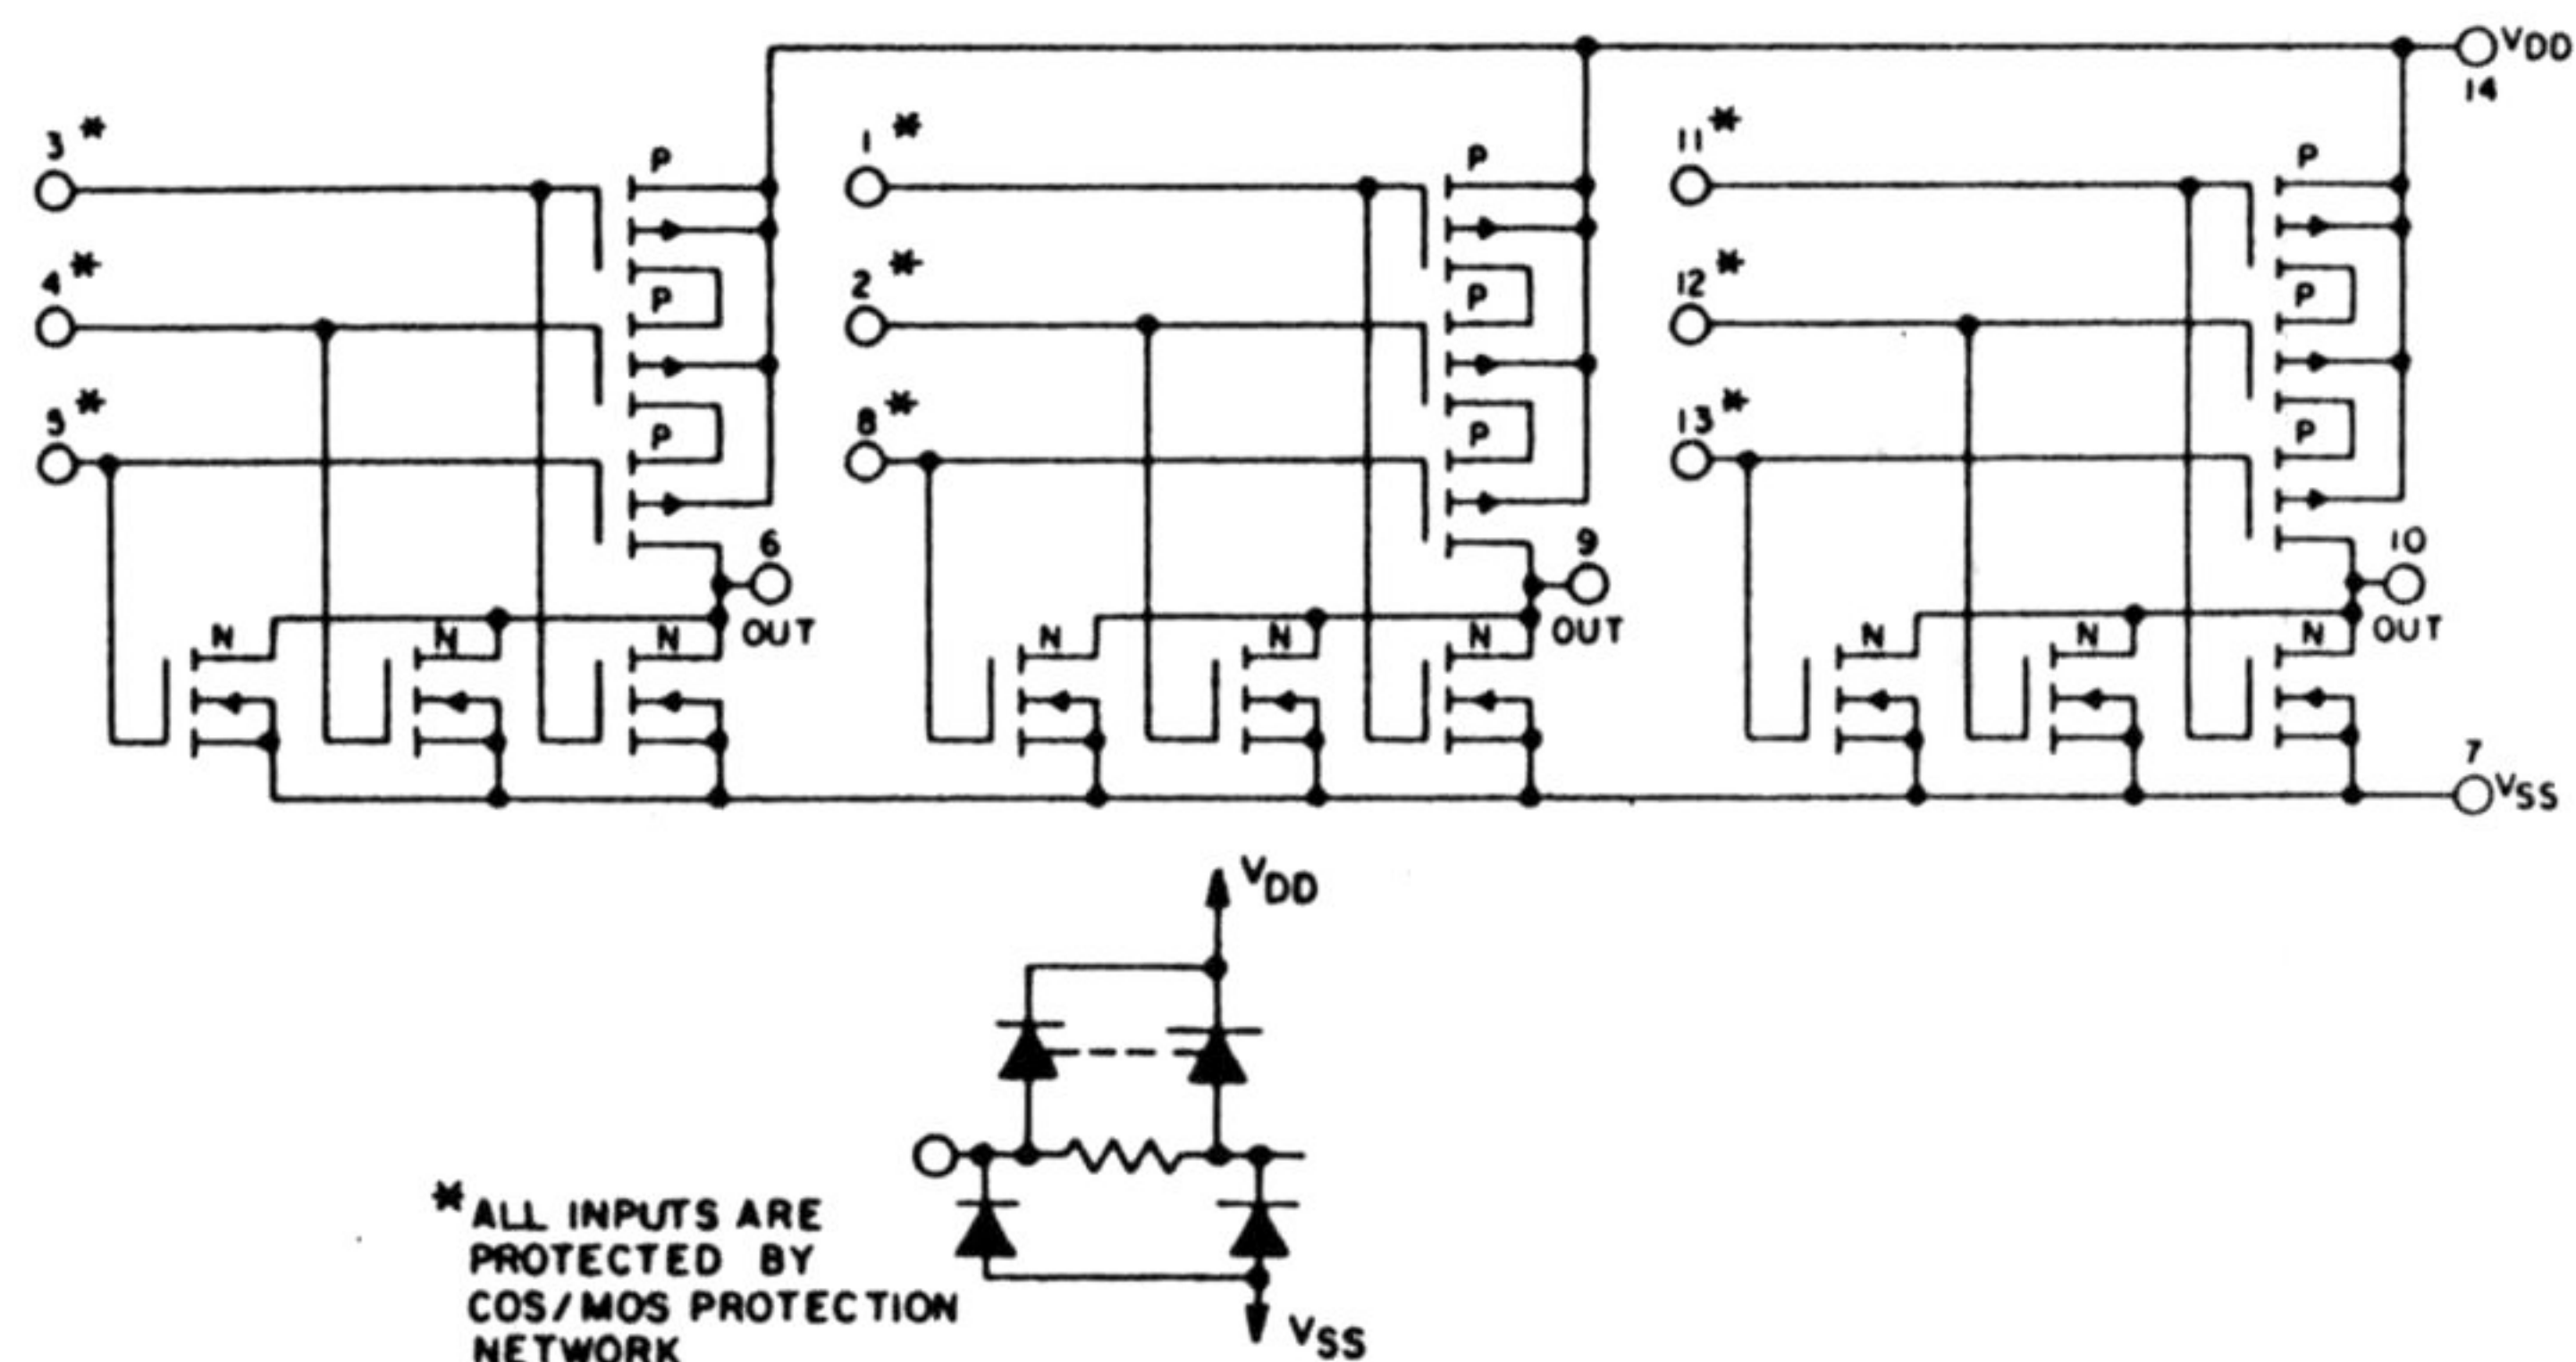 VDD
14
3 *
1 *
11 *
P
P
P
4 *
2 *
12 *
P
P
P
5 *
8 *
13 *
P
P
P
6
9
10
OUT
OUT
OUT
N
N
N
N
N
N
N
N
N
7
VSS
VDD
* ALL INPUTS ARE
PROTECTED BY
COS/MOS PROTECTION
NETWORK
VSS